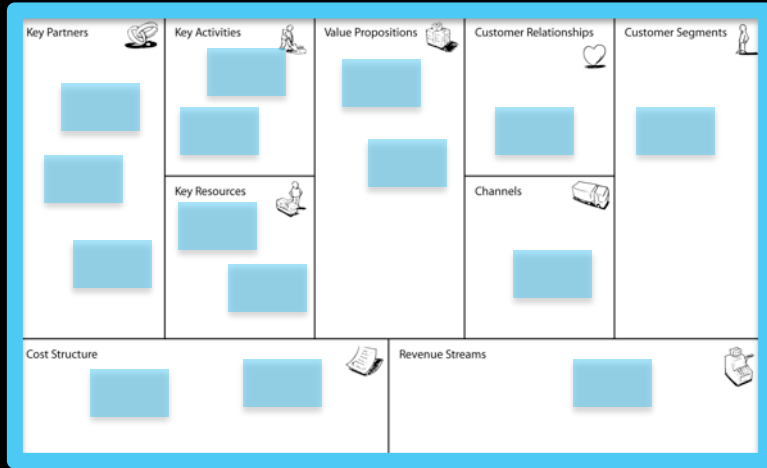 Key Partners
Key Activities
Value Propositions
Customer Relationships
Customer Segments
Key Resources
Channels
Cost Structure
Revenue Streams